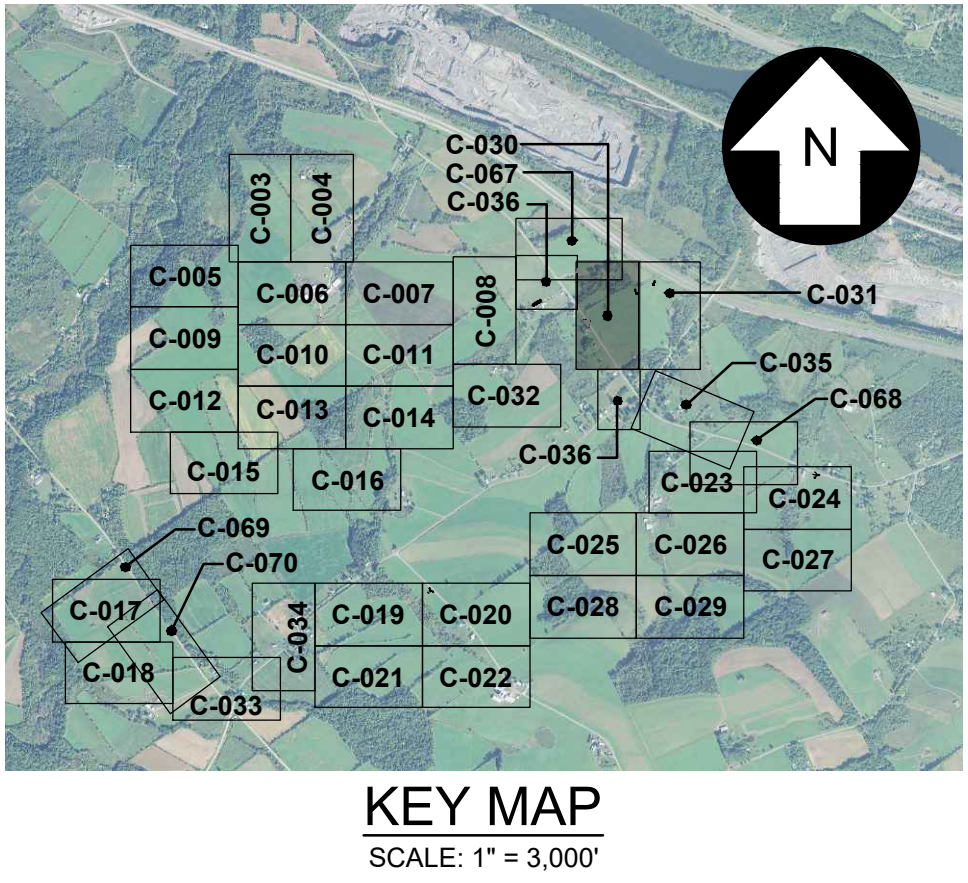 C-030
C-067
C-036
N
C-003
C-004
C-005
C-006
C-007
C-008
C-031
C-009
C-010
C-011
C-035
C-012
C-013
C-014
C-032
C-068
C-036
C-015
C-016
C-023
C-024
C-069
C-025
C-026
C-027
C-070
C-017
C-034
C-019
C-020
C-028
C-029
C-018
C-021
C-022
C-033
KEY MAP
SCALE: 1" = 3,000'